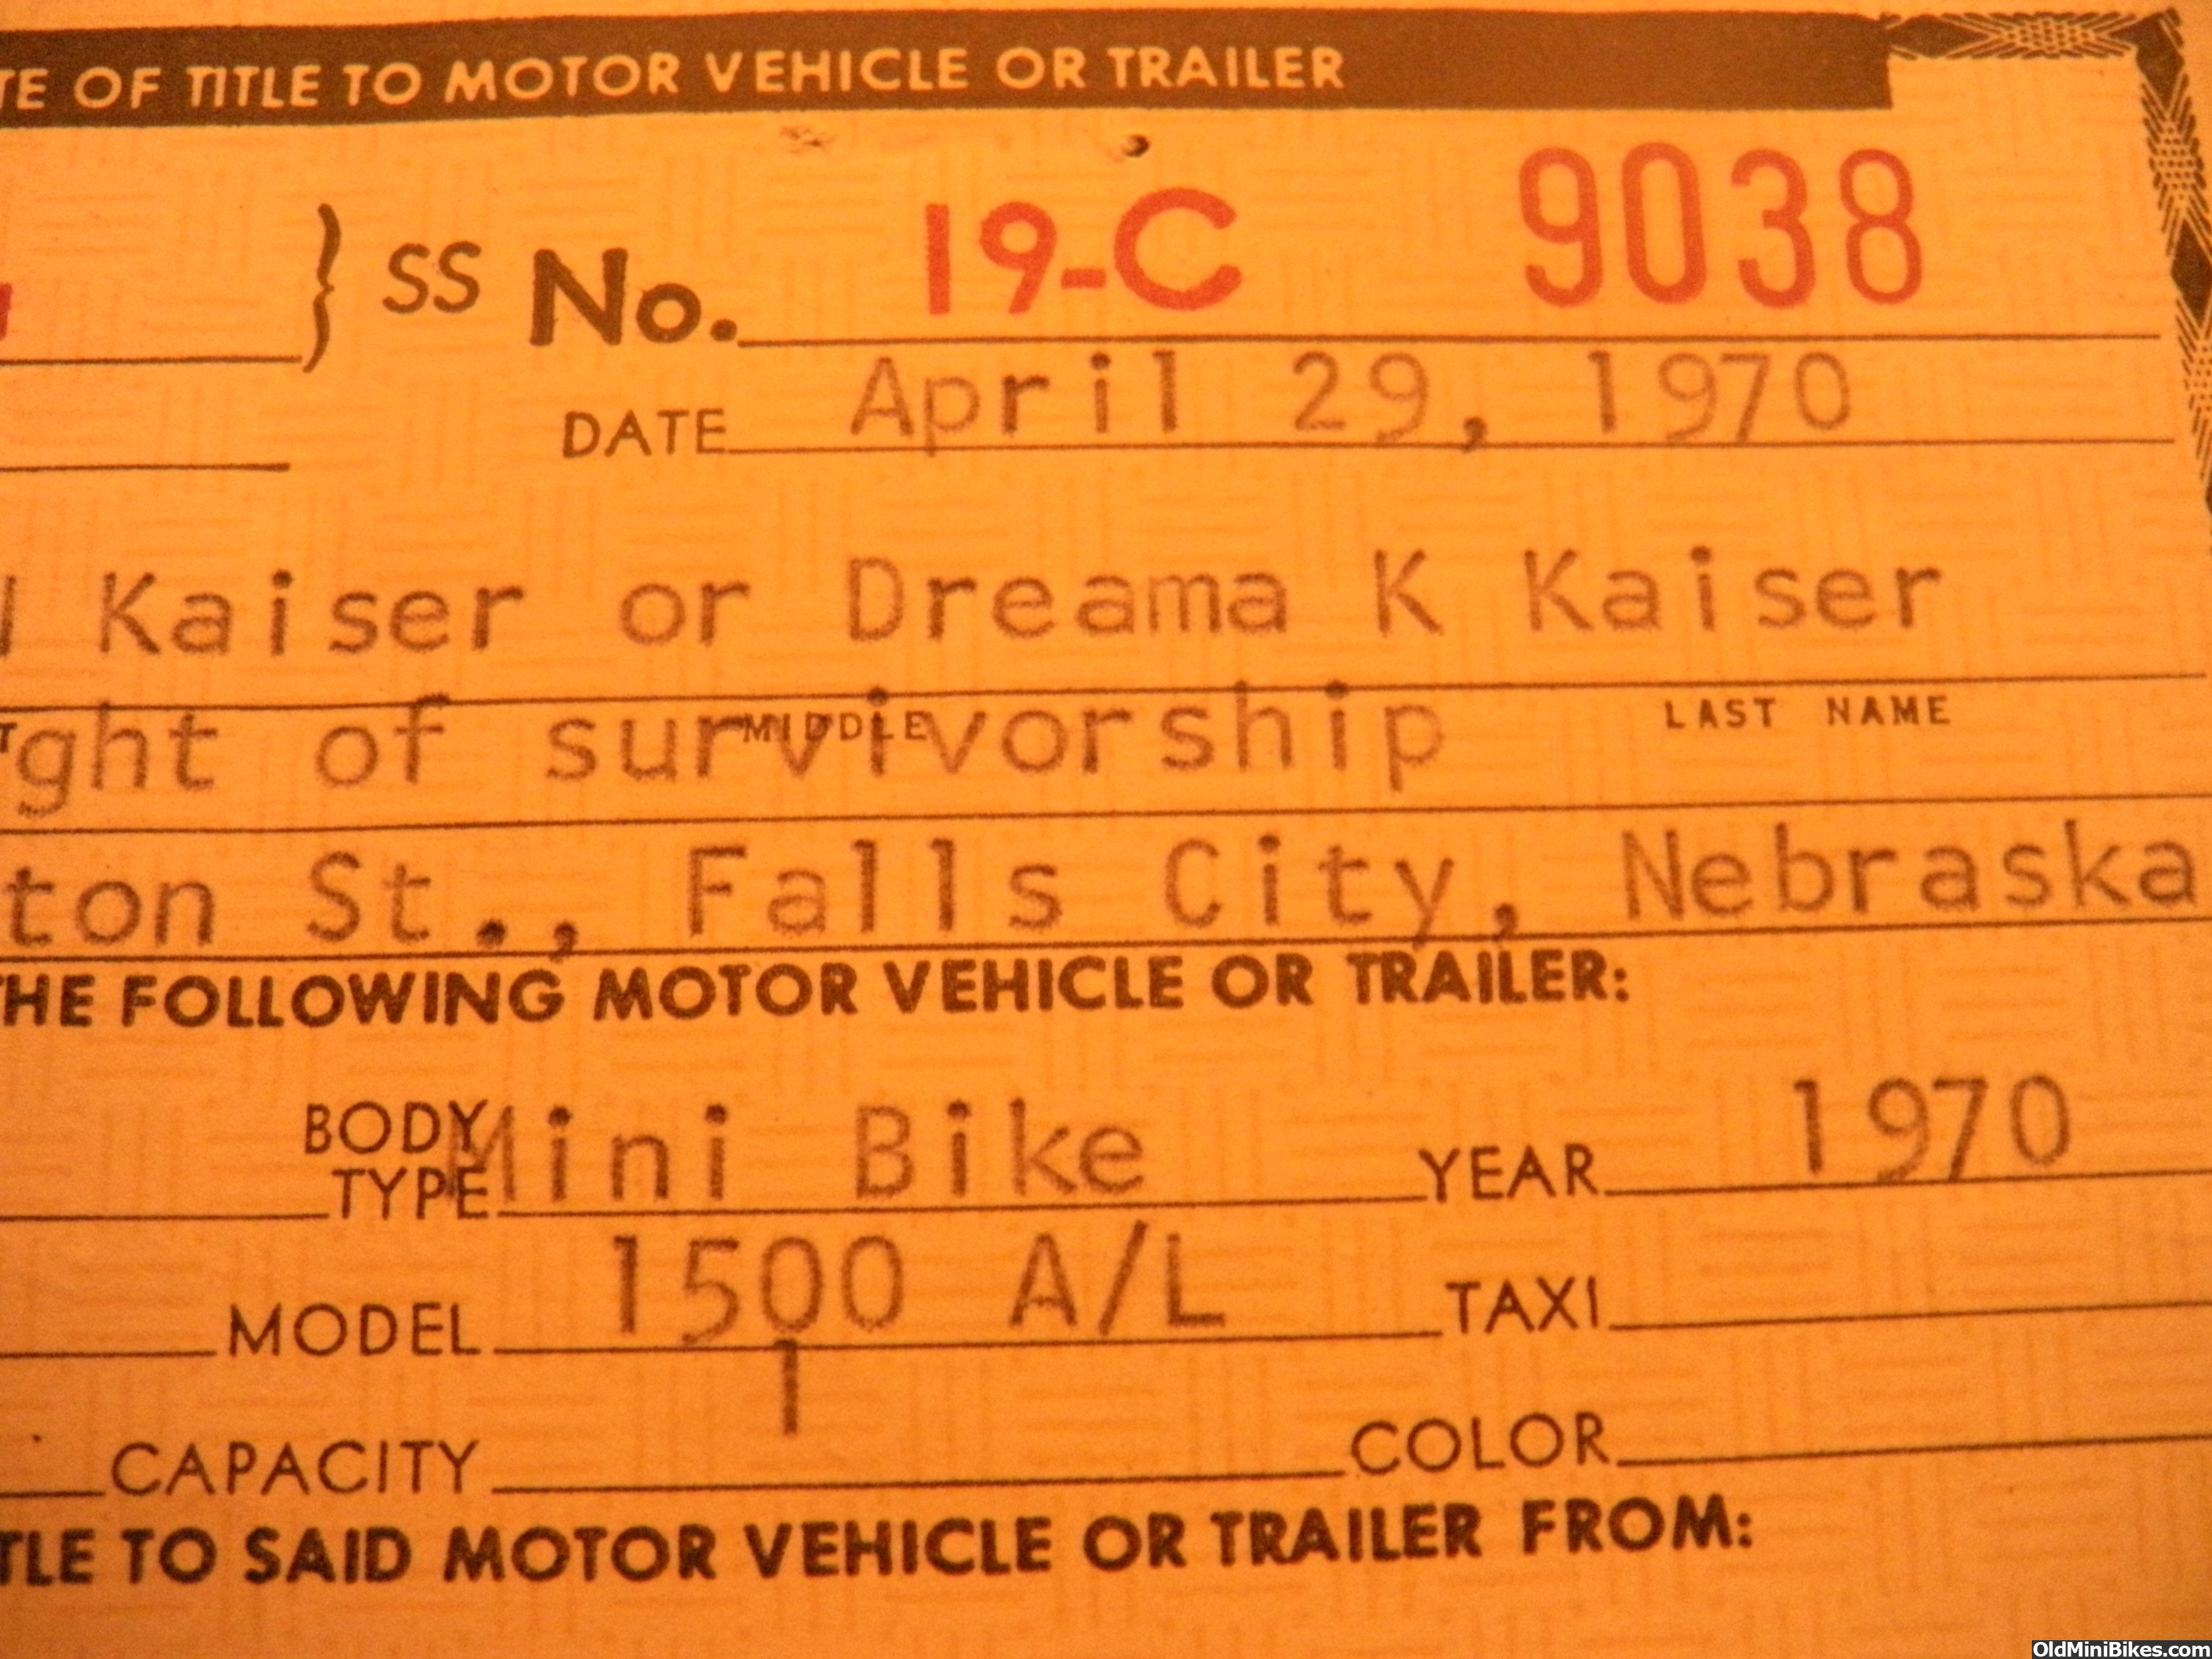 TE OF TITLE TO MOTOR VEHICLE OR TRAILER
} SS No. 19-C 9038
DATE April 29, 1970
Kaiser or Dreama K Kaiser
MIDDLE LAST NAME
ght of survivorship
ton St., Falls City, Nebraska
HE FOLLOWING MOTOR VEHICLE OR TRAILER:
BODY TYPE Mini Bike YEAR 1970
MODEL 1500 A/L TAXI
CAPACITY 1 COLOR
TLE TO SAID MOTOR VEHICLE OR TRAILER FROM:
OldMiniBikes.com